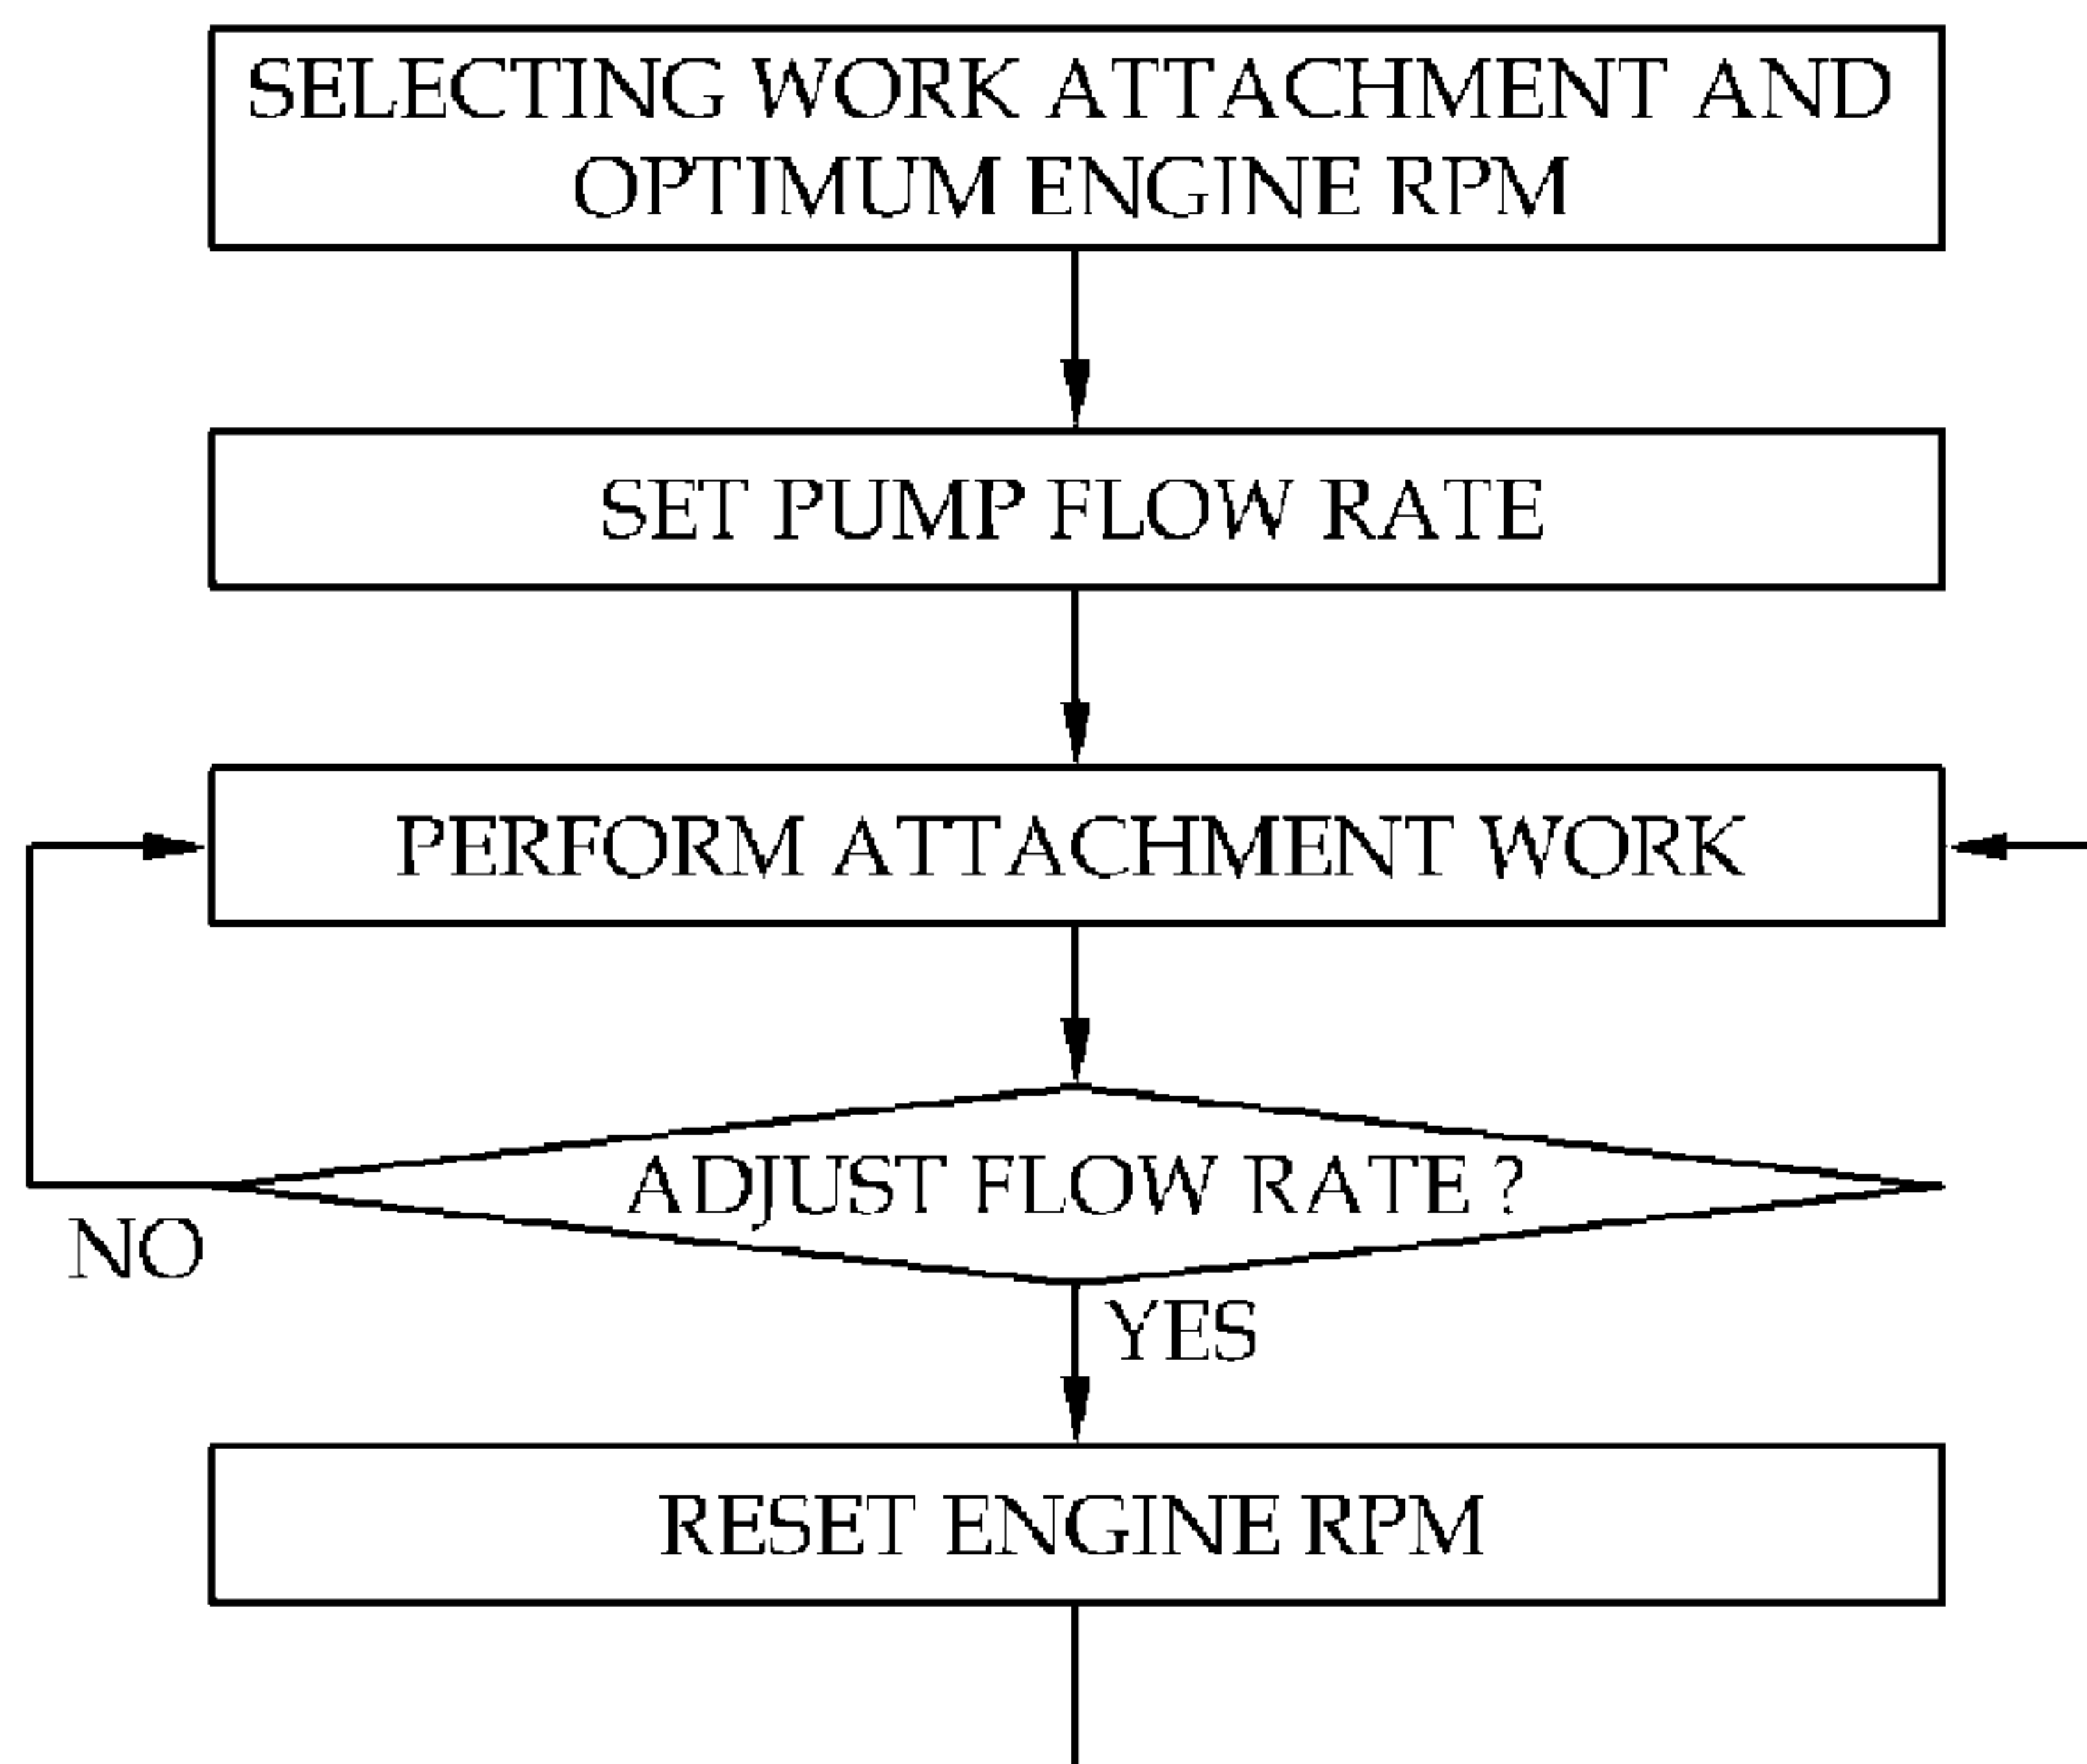 SELECTING WORK ATTACHMENT AND
OPTIMUM ENGINE RPM
SET PUMP FLOW RATE
PERFORM ATTACHMENT WORK
ADJUST FLOW RATE ?
NO
YES
RESET ENGINE RPM